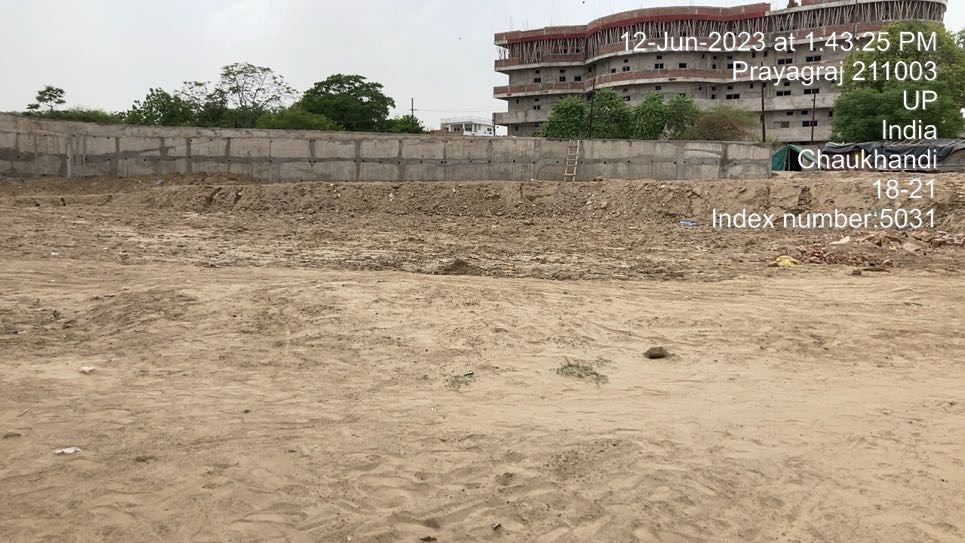 12-Jun-2023 at 1:43:25 PM
Prayagraj 211003
UP
India
Chaukhandi
18-21
Index number:5031